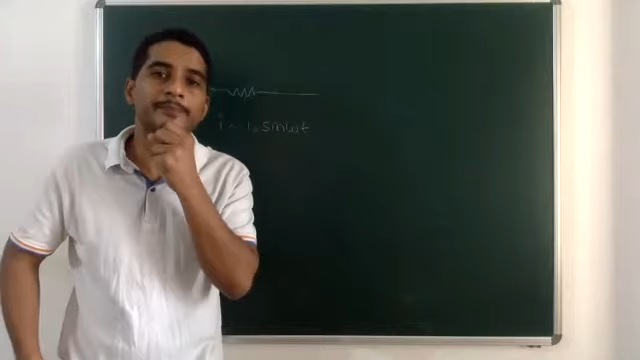 i = i₀ sinωt